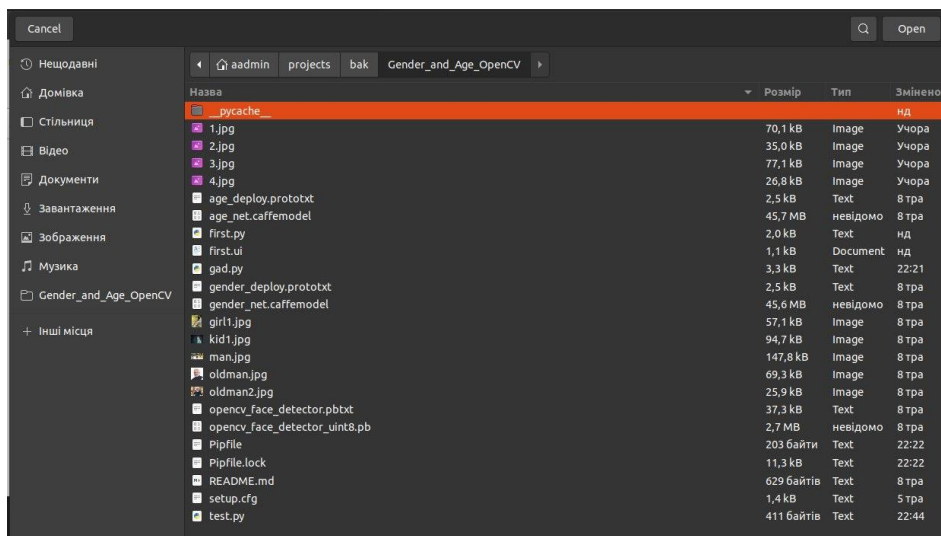 Cancel
Open
Нещодавні
Домівка
Стільниця
Відео
Документи
Завантаження
Зображення
Музика
Gender_and_Age_OpenCV
Інші місця
aadmin projects bak Gender_and_Age_OpenCV
Назва Розмір Тип Змінено
__pycache__ нд
1.jpg 70,1 kB Image Учора
2.jpg 35,0 kB Image Учора
3.jpg 77,1 kB Image Учора
4.jpg 26,8 kB Image Учора
age_deploy.prototxt 2,5 kB Text 8 тра
age_net.caffemodel 45,7 MB невідомо 8 тра
first.py 2,0 kB Text нд
first.ui 1,1 kB Document нд
gad.py 3,3 kB Text 22:21
gender_deploy.prototxt 2,5 kB Text 8 тра
gender_net.caffemodel 45,6 MB невідомо 8 тра
girl1.jpg 57,1 kB Image 8 тра
kid1.jpg 94,7 kB Image 8 тра
man.jpg 147,8 kB Image 8 тра
oldman.jpg 69,3 kB Image 8 тра
oldman2.jpg 25,9 kB Image 8 тра
opencv_face_detector.pbtxt 37,3 kB Text 8 тра
opencv_face_detector_uint8.pb 2,7 MB невідомо 8 тра
Pipfile 203 байти Text 22:22
Pipfile.lock 11,3 kB Text 22:22
README.md 629 байтів Text 8 тра
setup.cfg 1,4 kB Text 5 тра
test.py 411 байтів Text 22:44